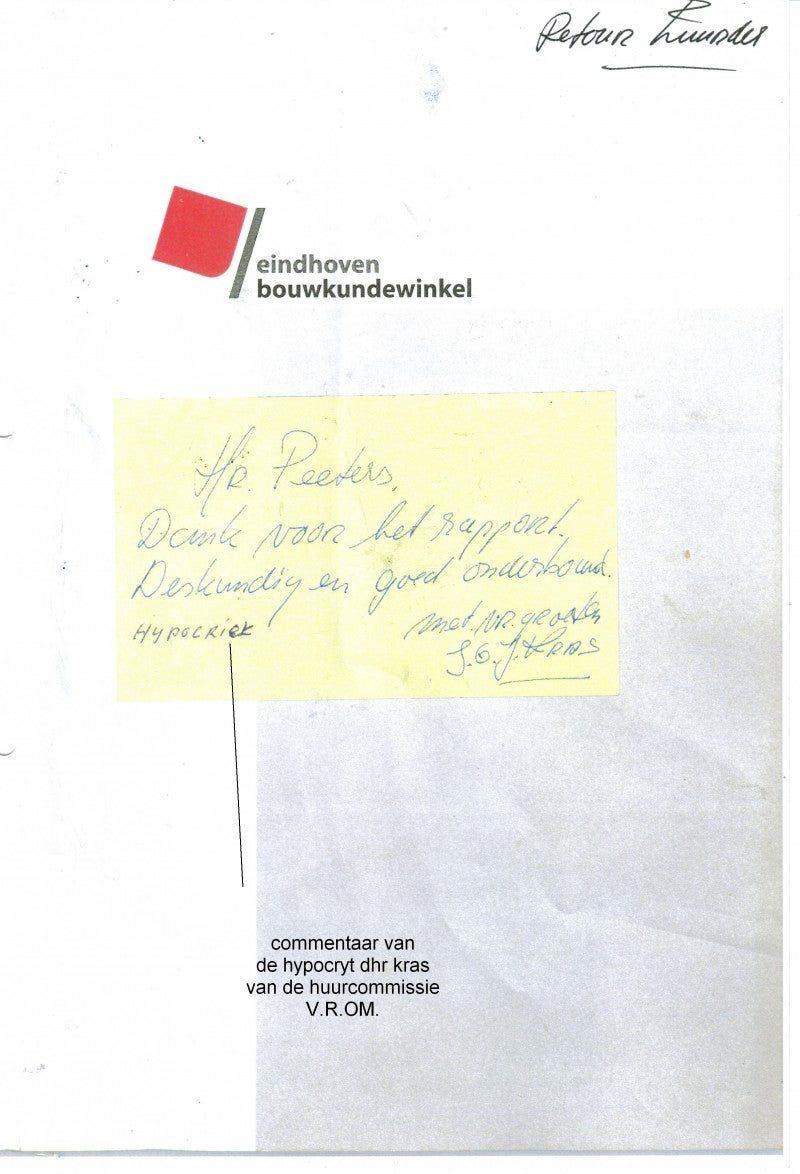 Retour
eindhoven
bouwkundewinkel
Hr. Peeters,
Dank voor het rapport.
Deskundig en goed onderbouwd.
HYPOCRIEK
met vr. groeten
J.G.J. Kras
commentaar van
de hypocryt dhr kras
van de huurcommissie
V.R.OM.